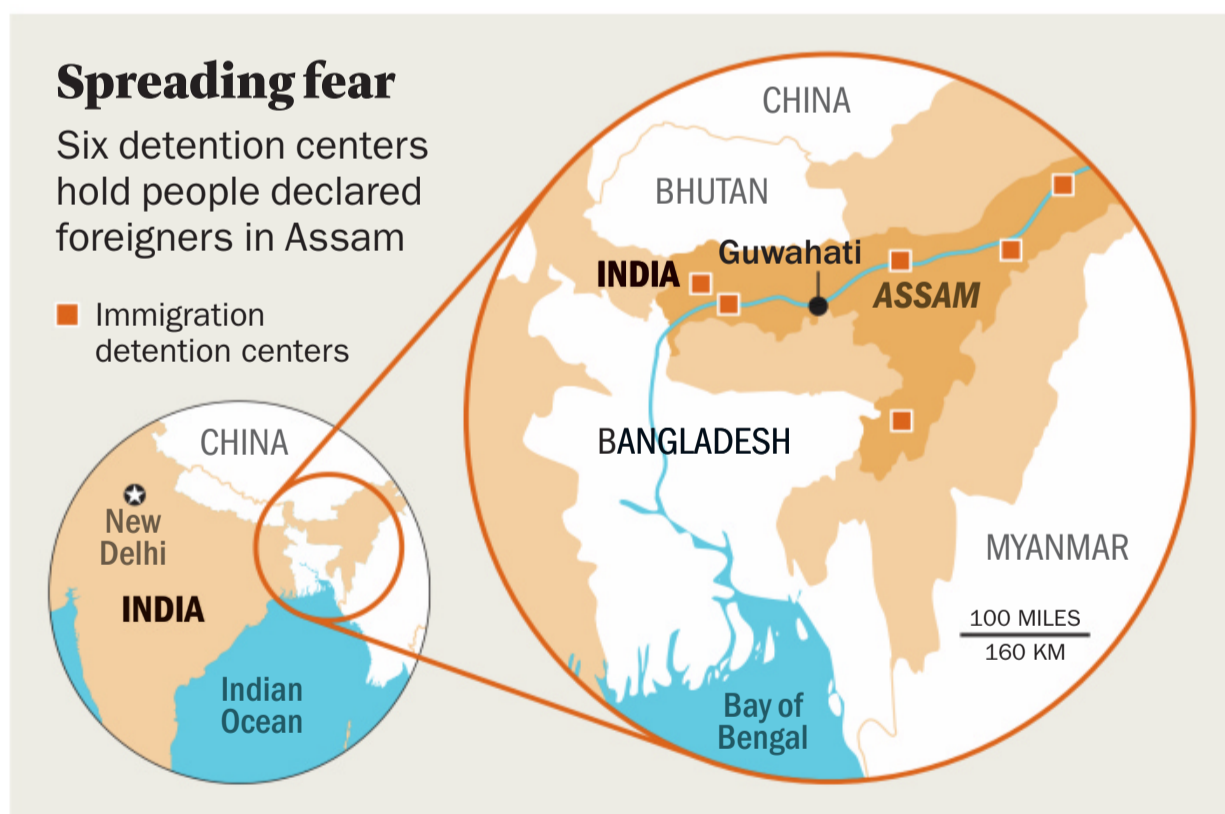 Spreading fear
Six detention centers
hold people declared
foreigners in Assam
Immigration
detention centers
CHINA
New
Delhi
INDIA
Indian
Ocean
CHINA
BHUTAN
Guwahati
INDIA
ASSAM
BANGLADESH
MYANMAR
100 MILES
160 KM
Bay of
Bengal